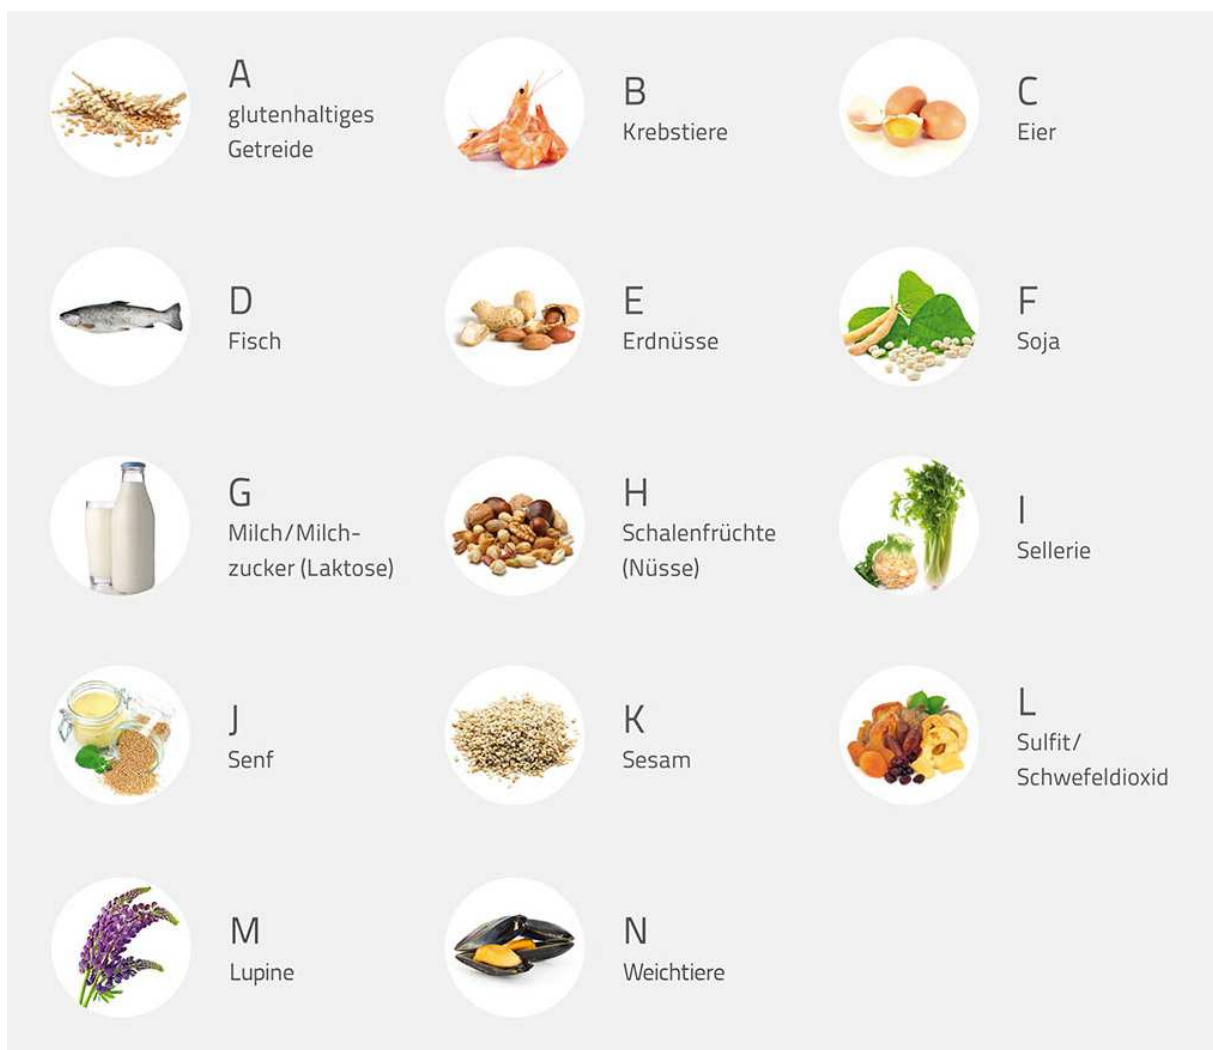 A
glutenhaltiges
Getreide
B
Krebstiere
C
Eier
D
Fisch
E
Erdnüsse
F
Soja
G
Milch/Milch-
zucker (Laktose)
H
Schalenfrüchte
(Nüsse)
I
Sellerie
J
Senf
K
Sesam
L
Sulfit/
Schwefeldioxid
M
Lupine
N
Weichtiere